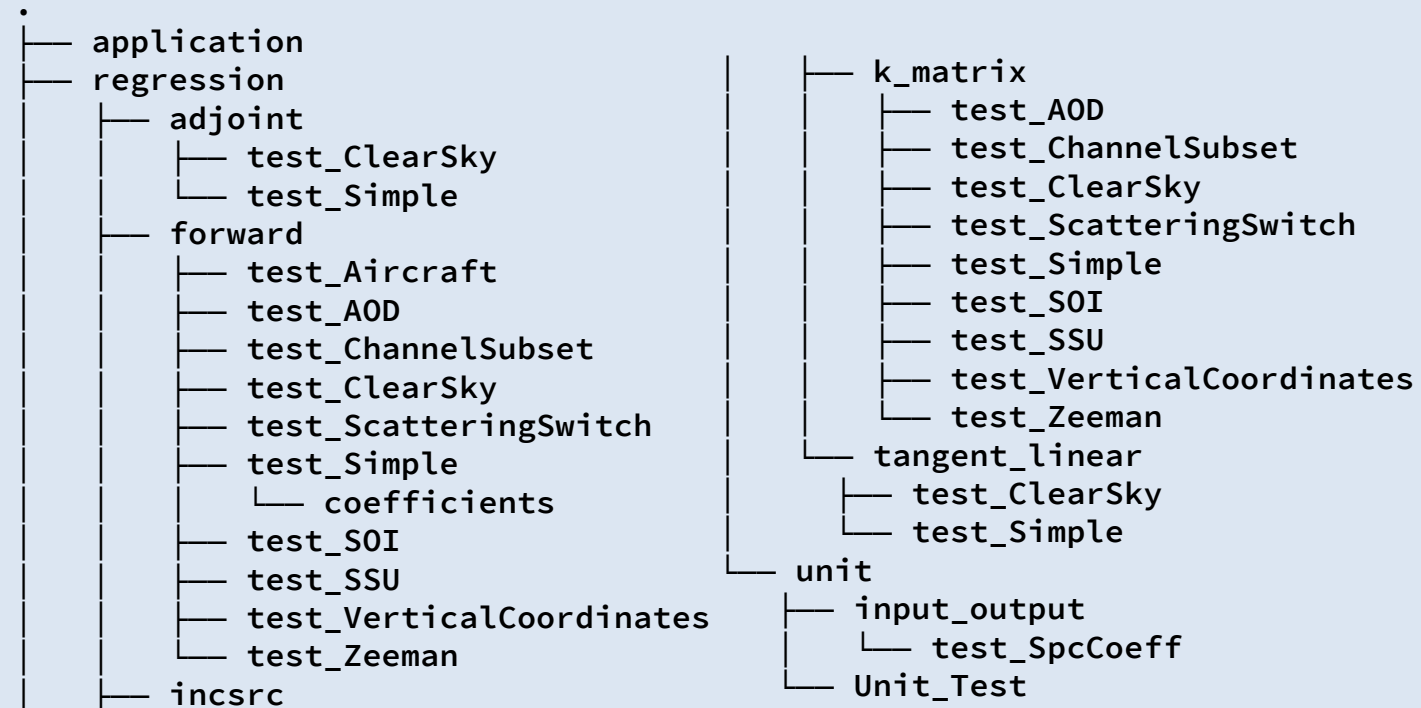 .
├── application
├── regression
│   ├── adjoint
│   │   ├── test_ClearSky
│   │   └── test_Simple
│   ├── forward
│   │   ├── test_Aircraft
│   │   ├── test_AOD
│   │   ├── test_ChannelSubset
│   │   ├── test_ClearSky
│   │   ├── test_ScatteringSwitch
│   │   ├── test_Simple
│   │   │   └── coefficients
│   │   ├── test_SOI
│   │   ├── test_SSU
│   │   ├── test_VerticalCoordinates
│   │   └── test_Zeeman
│   ├── incsrc
│   ├── k_matrix
│   │   ├── test_AOD
│   │   ├── test_ChannelSubset
│   │   ├── test_ClearSky
│   │   ├── test_ScatteringSwitch
│   │   ├── test_Simple
│   │   ├── test_SOI
│   │   ├── test_SSU
│   │   ├── test_VerticalCoordinates
│   │   └── test_Zeeman
│   └── tangent_linear
│       ├── test_ClearSky
│       └── test_Simple
└── unit
    ├── input_output
    │   └── test_SpcCoeff
    └── Unit_Test